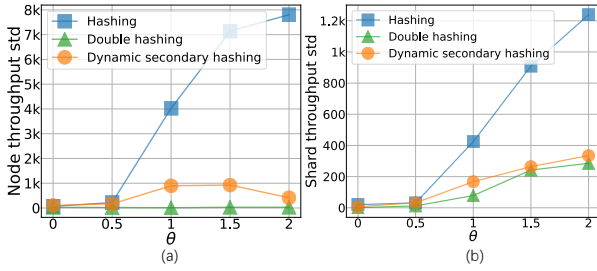 Node throughput std
8k
7k
6k
5k
4k
3k
2k
1k
0
Hashing
Double hashing
Dynamic secondary hashing
0 0.5 1 1.5 2
θ
(a)
Shard throughput std
1.2k
1k
800
600
400
200
0
Hashing
Double hashing
Dynamic secondary hashing
0 0.5 1 1.5 2
θ
(b)